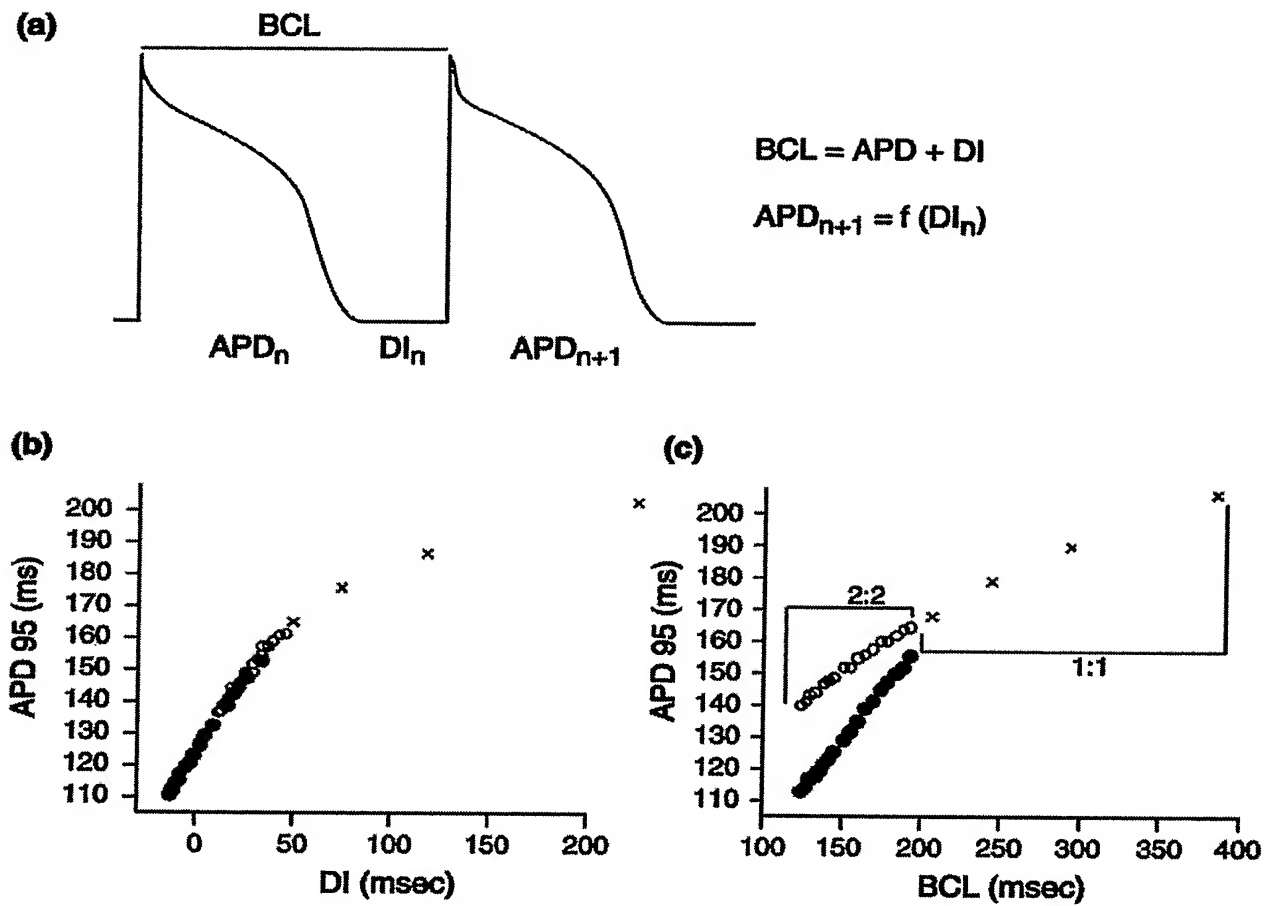 (a)
BCL
BCL = APD + DI
APDn+1 = f (DIn)
APDn DIn APDn+1
(b)
APD 95 (ms)
200
190
180
170
160
150
140
130
120
110
0 50 100 150 200
DI (msec)
(c)
APD 95 (ms)
200
190
180
170
160
150
140
130
120
110
2:2
1:1
100 150 200 250 300 350 400
BCL (msec)